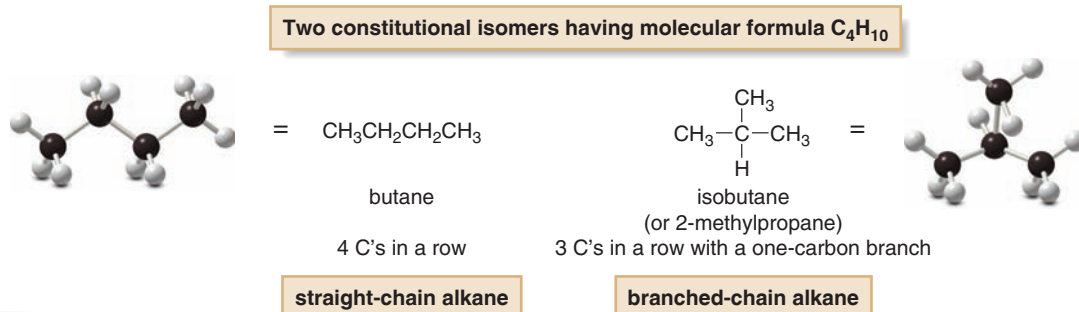 Two constitutional isomers having molecular formula C₄H₁₀
= CH₃CH₂CH₂CH₃
butane
4 C's in a row
straight-chain alkane
CH₃
CH₃–C–CH₃ =
H
isobutane
(or 2-methylpropane)
3 C's in a row with a one-carbon branch
branched-chain alkane